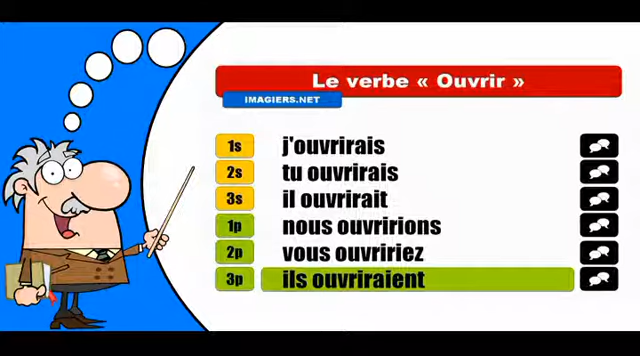 Le verbe « Ouvrir »
IMAGIERS.NET
1s j'ouvrirais
2s tu ouvrirais
3s il ouvrirait
1p nous ouvririons
2p vous ouvririez
3p ils ouvriraient